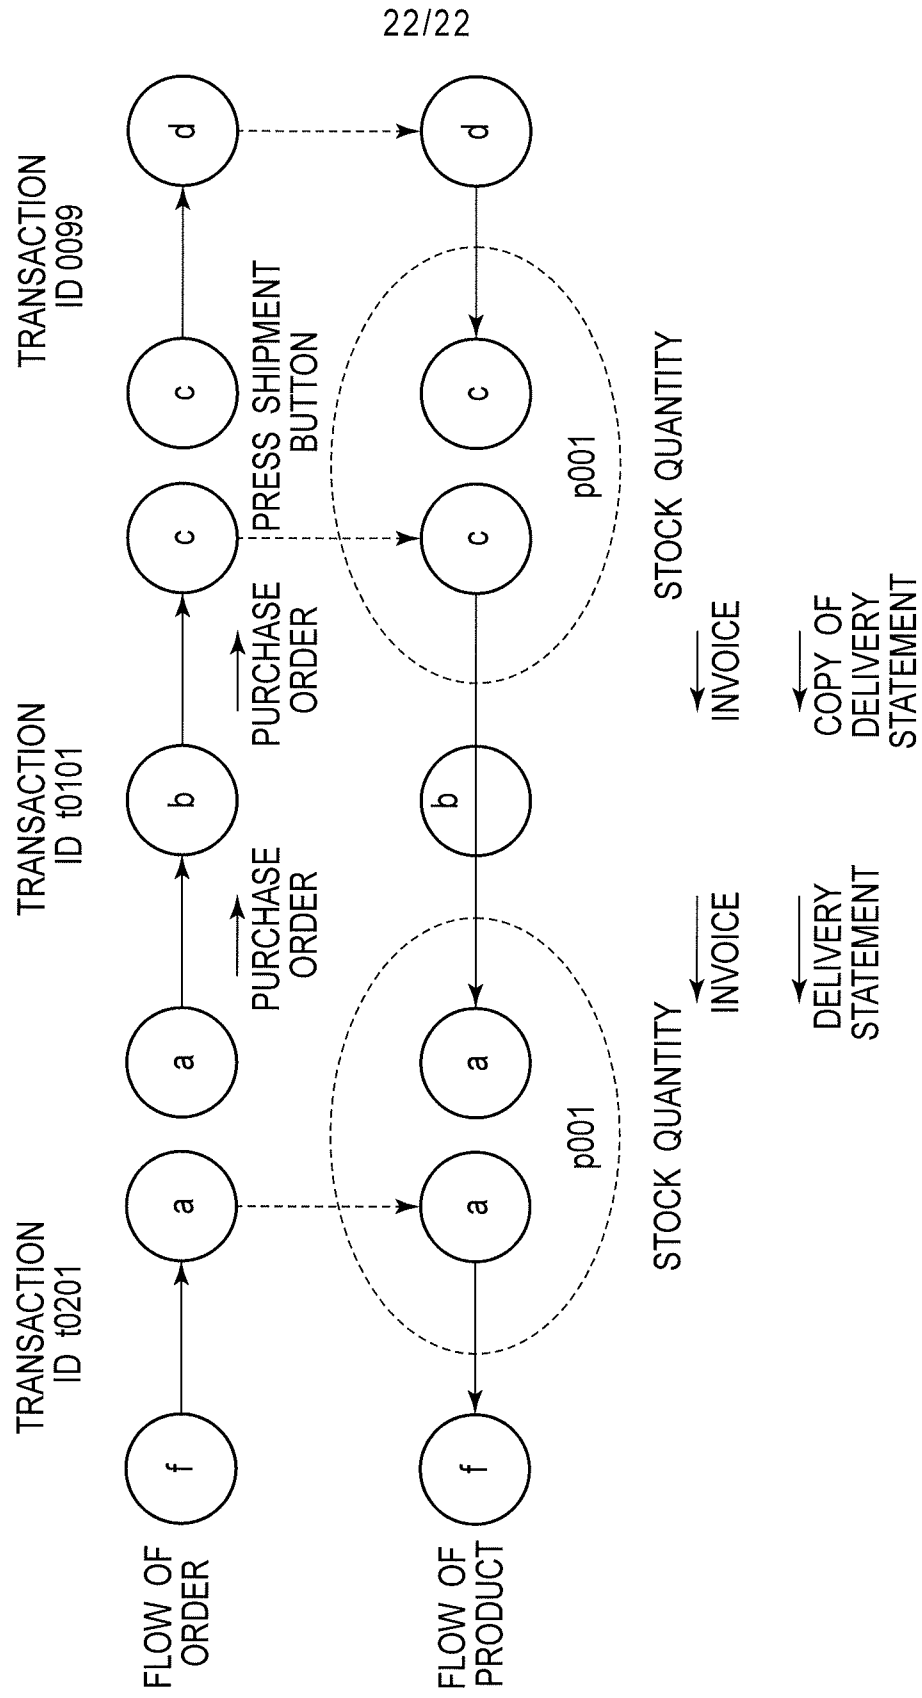 22/22
TRANSACTION
ID t0201
TRANSACTION
ID t0101
TRANSACTION
ID 0099
FLOW OF
ORDER
f
a
a
b
c
c
d
PURCHASE
ORDER
PURCHASE
ORDER
PRESS SHIPMENT
BUTTON
FLOW OF
PRODUCT
f
a
a
b
c
c
d
p001
p001
STOCK QUANTITY
STOCK QUANTITY
INVOICE
INVOICE
DELIVERY
STATEMENT
COPY OF
DELIVERY
STATEMENT